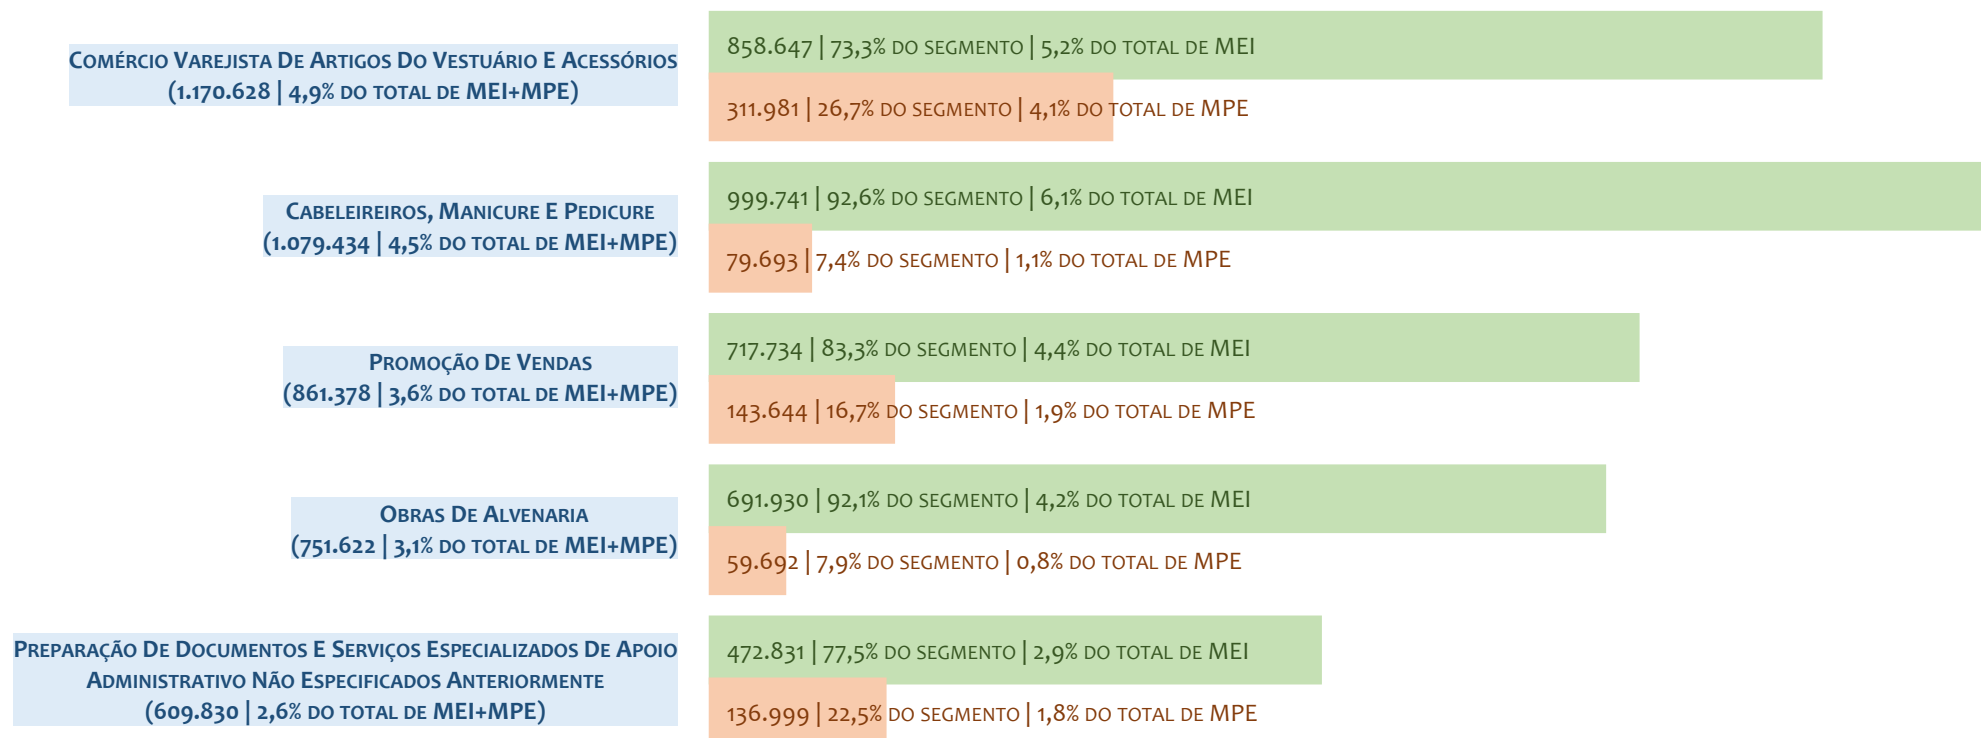 Comércio Varejista De Artigos Do Vestuário E Acessórios
(1.170.628 | 4,9% do total de MEI+MPE)
858.647 | 73,3% do segmento | 5,2% do total de MEI
311.981 | 26,7% do segmento | 4,1% do total de MPE
Cabeleireiros, Manicure E Pedicure
(1.079.434 | 4,5% do total de MEI+MPE)
999.741 | 92,6% do segmento | 6,1% do total de MEI
79.693 | 7,4% do segmento | 1,1% do total de MPE
Promoção De Vendas
(861.378 | 3,6% do total de MEI+MPE)
717.734 | 83,3% do segmento | 4,4% do total de MEI
143.644 | 16,7% do segmento | 1,9% do total de MPE
Obras De Alvenaria
(751.622 | 3,1% do total de MEI+MPE)
691.930 | 92,1% do segmento | 4,2% do total de MEI
59.692 | 7,9% do segmento | 0,8% do total de MPE
Preparação De Documentos E Serviços Especializados De Apoio
Administrativo Não Especificados Anteriormente
(609.830 | 2,6% do total de MEI+MPE)
472.831 | 77,5% do segmento | 2,9% do total de MEI
136.999 | 22,5% do segmento | 1,8% do total de MPE